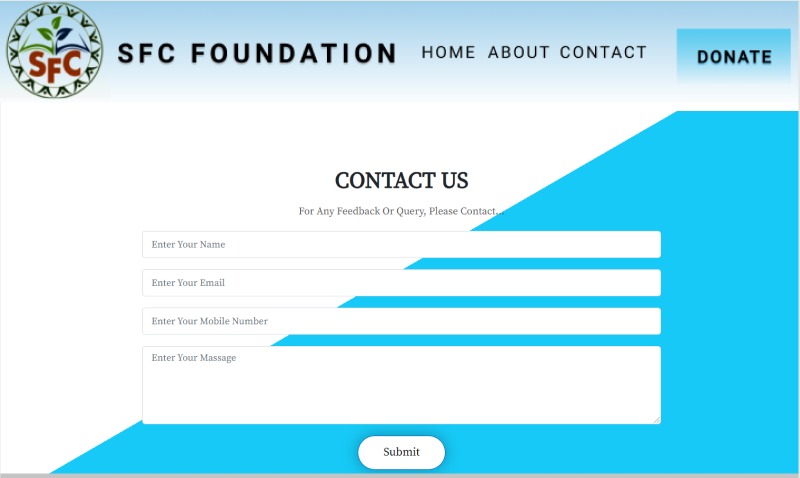 SFC
SFC FOUNDATION
HOME ABOUT CONTACT
DONATE
CONTACT US
For Any Feedback Or Query, Please Contact...
Enter Your Name
Enter Your Email
Enter Your Mobile Number
Enter Your Massage
Submit